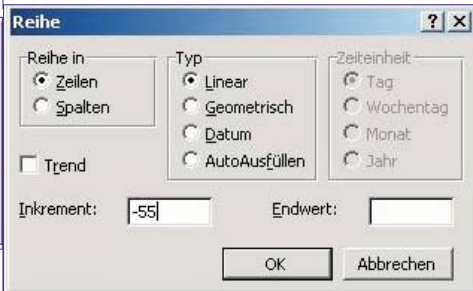 Reihe
Reihe in
Zeilen
Spalten
Trend
Typ
Linear
Geometrisch
Datum
AutoAusfüllen
Zeiteinheit
Tag
Wochentag
Monat
Jahr
Inkrement: -55
Endwert:
OK Abbrechen